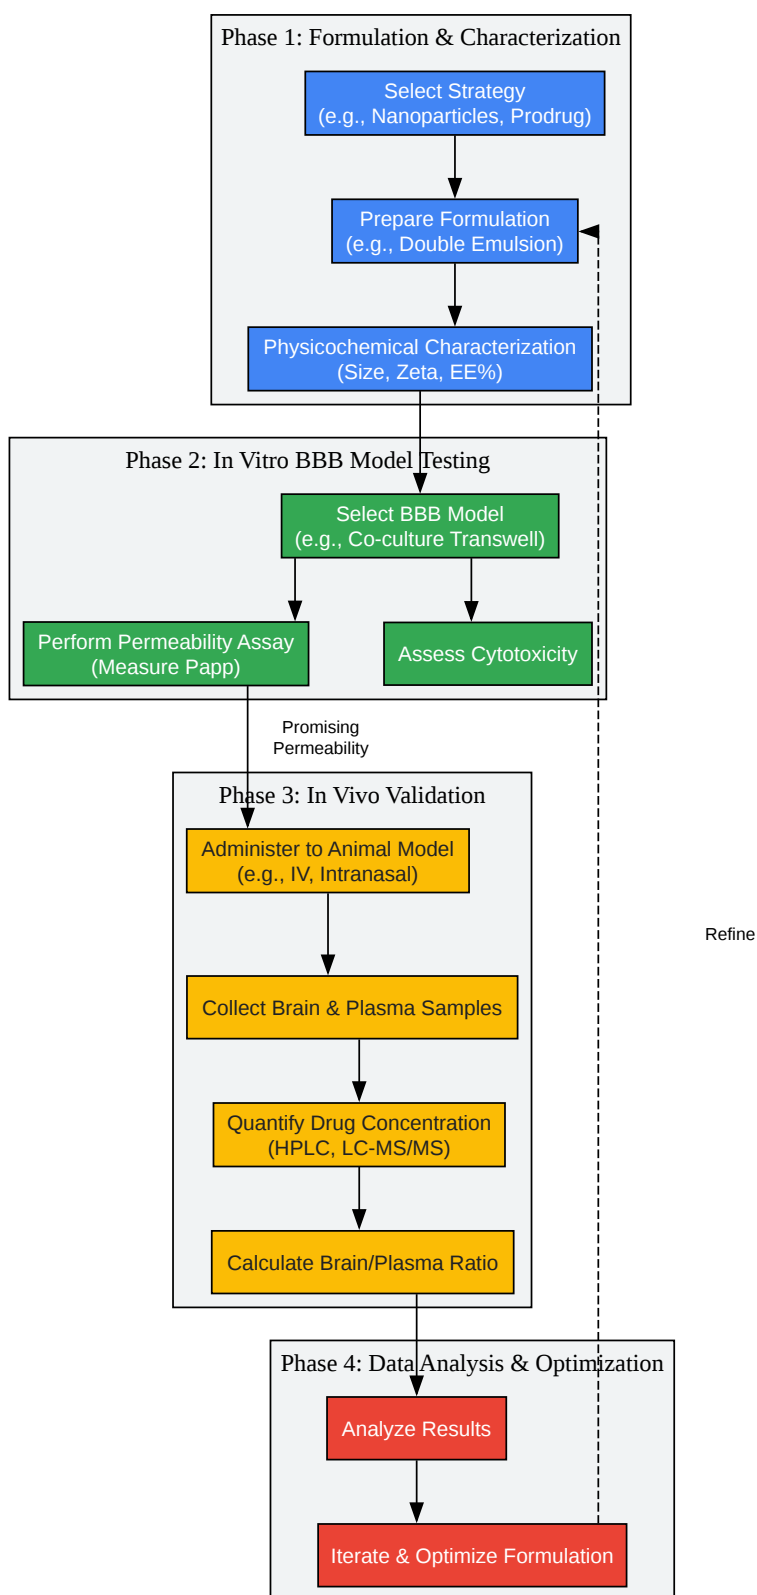 Phase 1: Formulation & Characterization
Select Strategy
(e.g., Nanoparticles, Prodrug)
Prepare Formulation
(e.g., Double Emulsion)
Physicochemical Characterization
(Size, Zeta, EE%)
Phase 2: In Vitro BBB Model Testing
Select BBB Model
(e.g., Co-culture Transwell)
Perform Permeability Assay
(Measure Papp)
Assess Cytotoxicity
Promising
Permeability
Phase 3: In Vivo Validation
Administer to Animal Model
(e.g., IV, Intranasal)
Refine
Collect Brain & Plasma Samples
Quantify Drug Concentration
(HPLC, LC-MS/MS)
Calculate Brain/Plasma Ratio
Phase 4: Data Analysis & Optimization
Analyze Results
Iterate & Optimize Formulation